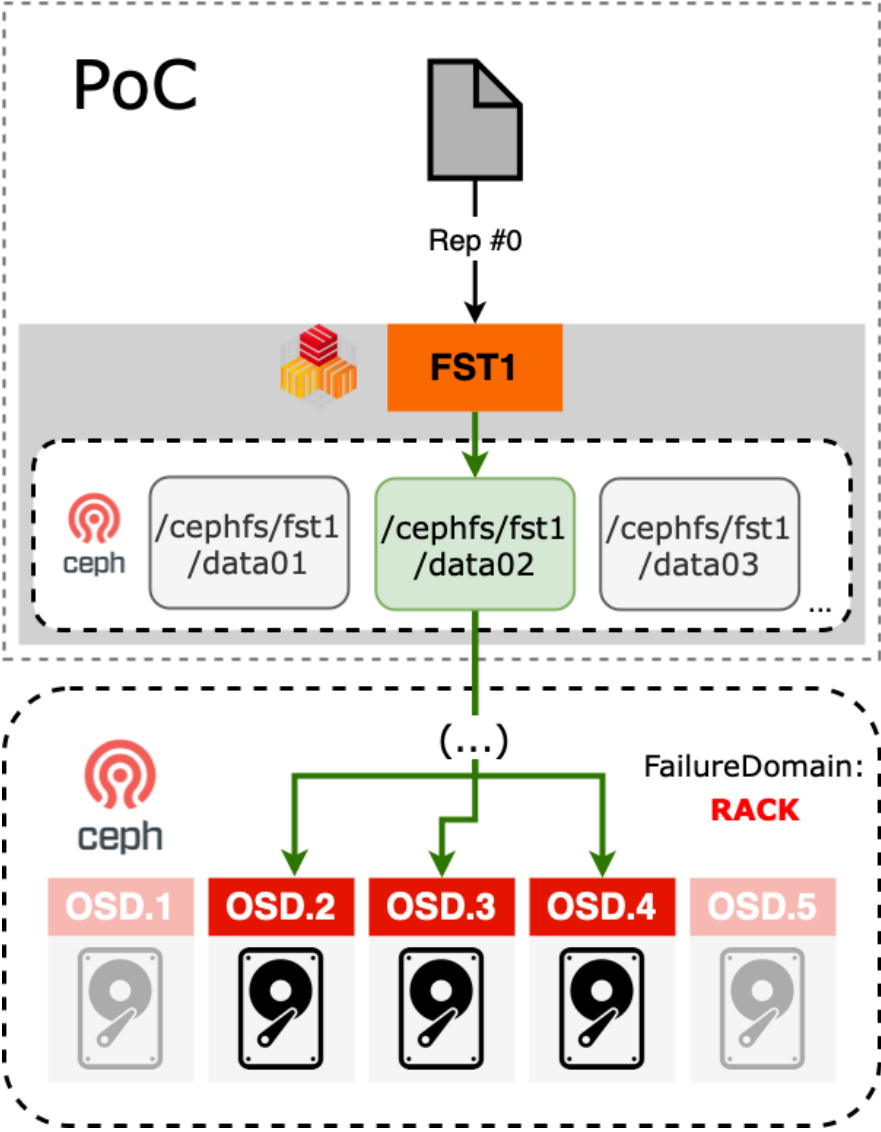 PoC
Rep #0
FST1
ceph
/cephfs/fst1
/data01
/cephfs/fst1
/data02
/cephfs/fst1
/data03
...
(...)
FailureDomain:
RACK
ceph
OSD.1
OSD.2
OSD.3
OSD.4
OSD.5